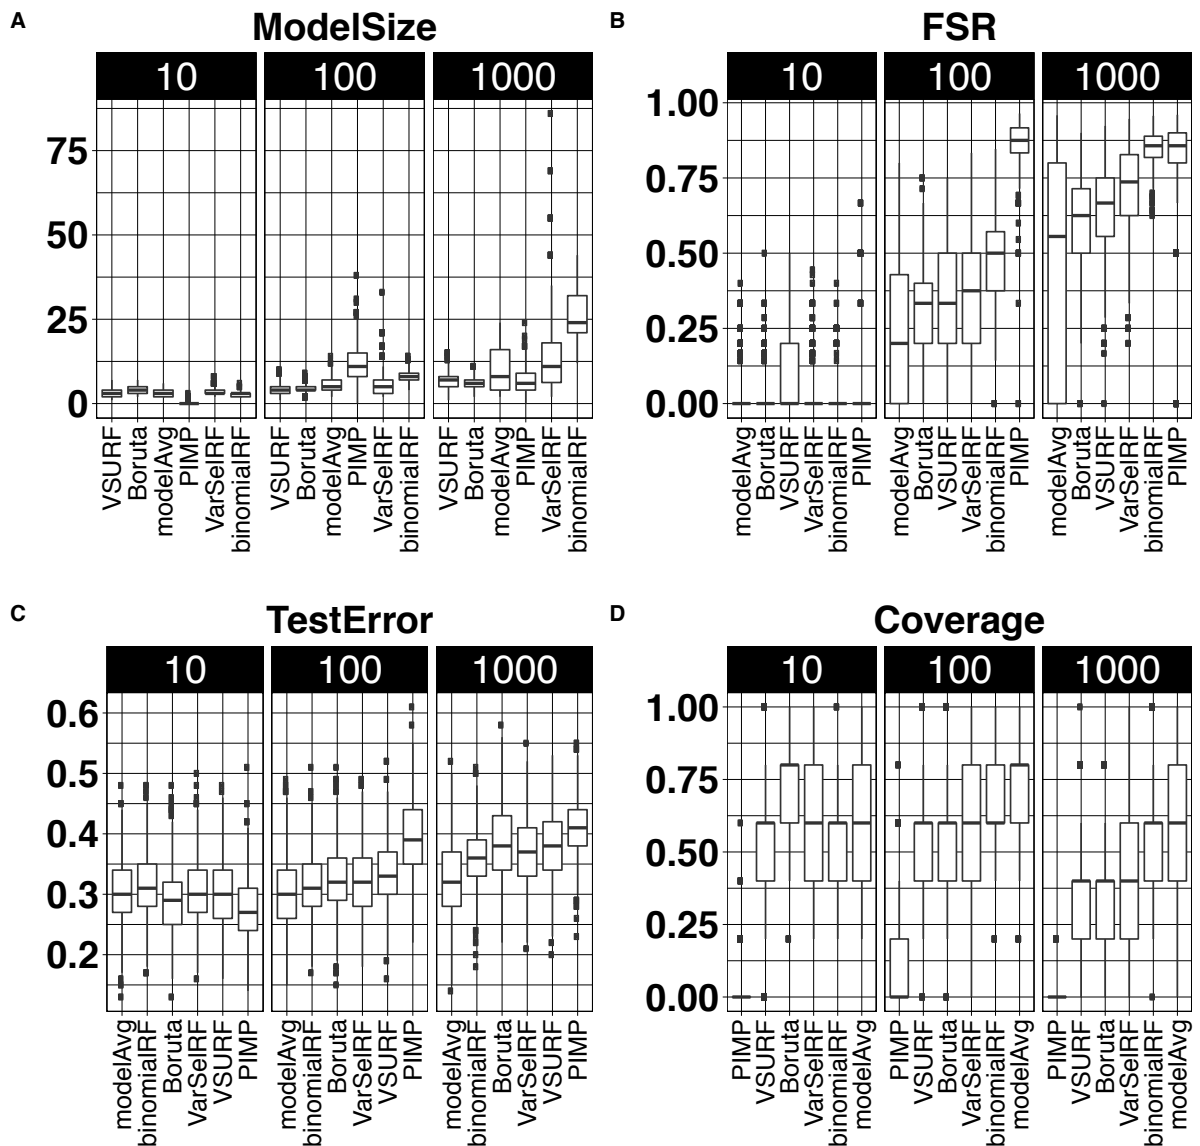 A
ModelSize
10 100 1000
75
50
25
0
VSURF Boruta modelAvg PIMP VarSelRF binomialRF
VSURF Boruta modelAvg PIMP VarSelRF binomialRF
VSURF Boruta modelAvg PIMP VarSelRF binomialRF
B
FSR
10 100 1000
1.00
0.75
0.50
0.25
0.00
modelAvg Boruta VSURF VarSelRF binomialRF PIMP
modelAvg Boruta VSURF VarSelRF binomialRF PIMP
modelAvg Boruta VSURF VarSelRF binomialRF PIMP
C
TestError
10 100 1000
0.6
0.5
0.4
0.3
0.2
modelAvg binomialRF Boruta VarSelRF VSURF PIMP
modelAvg binomialRF Boruta VarSelRF VSURF PIMP
modelAvg binomialRF Boruta VarSelRF VSURF PIMP
D
Coverage
10 100 1000
1.00
0.75
0.50
0.25
0.00
PIMP VSURF Boruta VarSelRF binomialRF modelAvg
PIMP VSURF Boruta VarSelRF binomialRF modelAvg
PIMP VSURF Boruta VarSelRF binomialRF modelAvg